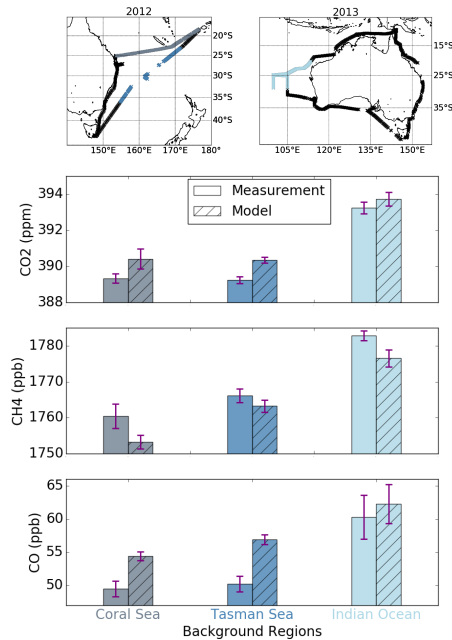 2012
2013
20°S
25°S
30°S
35°S
40°S
150°E 160°E 170°E 180°
15°S
25°S
35°S
105°E 120°E 135°E 150°E
Measurement
Model
CO2 (ppm)
394
392
390
388
CH4 (ppb)
1780
1770
1760
1750
CO (ppb)
65
60
55
50
Coral Sea Tasman Sea Indian Ocean
Background Regions